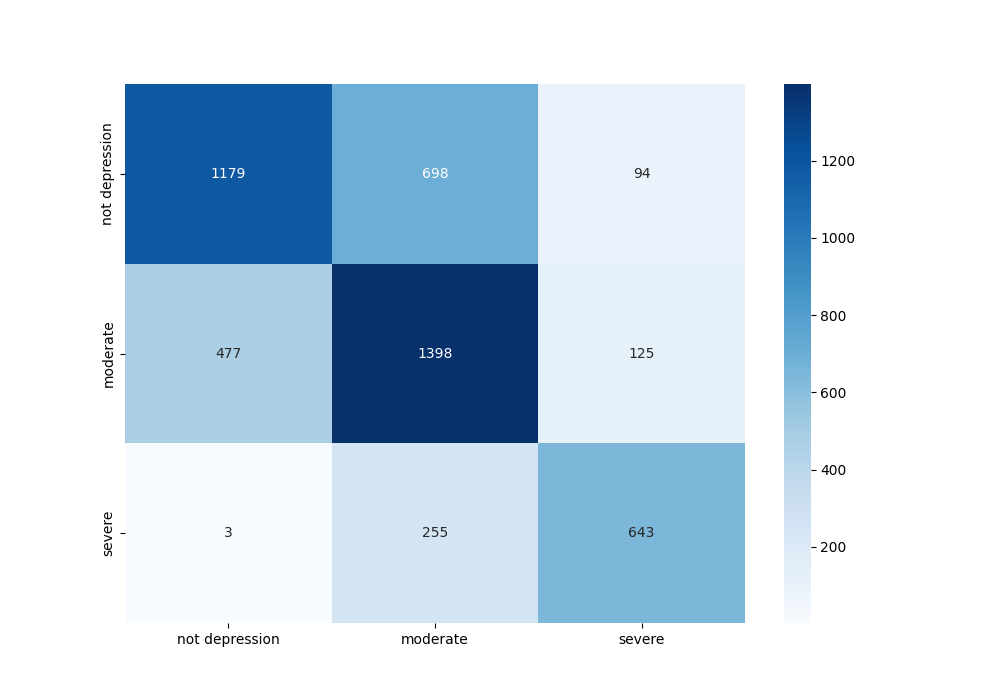 not depression
1179
698
94
moderate
477
1398
125
severe
3
255
643
not depression
moderate
severe
1200
1000
800
600
400
200